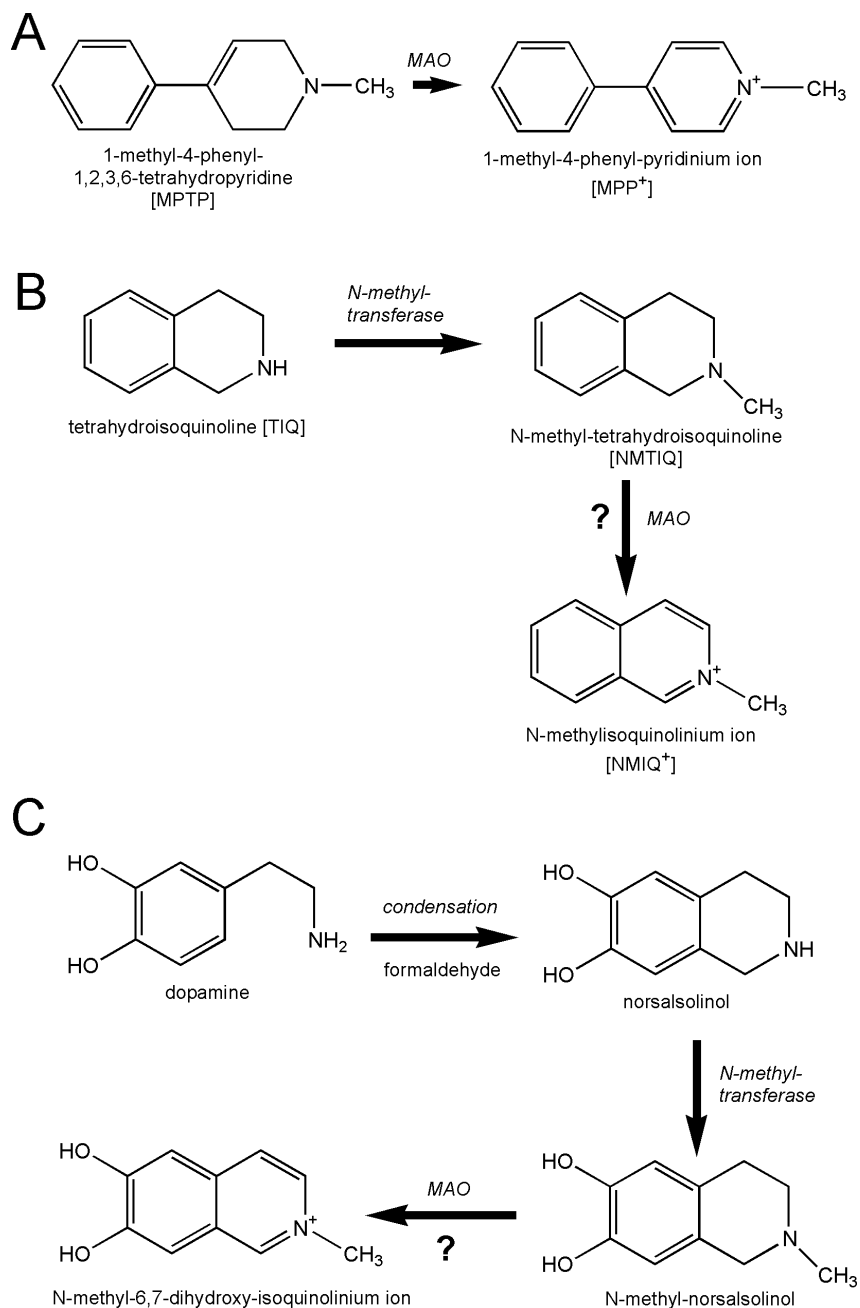 A
MAO
N
CH3
N+
CH3
1-methyl-4-phenyl-
1,2,3,6-tetrahydropyridine
[MPTP]
1-methyl-4-phenyl-pyridinium ion
[MPP+]
B
N-methyl-
transferase
NH
N
CH3
tetrahydroisoquinoline [TIQ]
N-methyl-tetrahydroisoquinoline
[NMTIQ]
? MAO
N+
CH3
N-methylisoquinolinium ion
[NMIQ+]
C
HO
HO
NH2
dopamine
condensation
formaldehyde
HO
HO
NH
norsalsolinol
N-methyl-
transferase
HO
HO
N+
CH3
N-methyl-6,7-dihydroxy-isoquinolinium ion
MAO
?
HO
HO
N
CH3
N-methyl-norsalsolinol